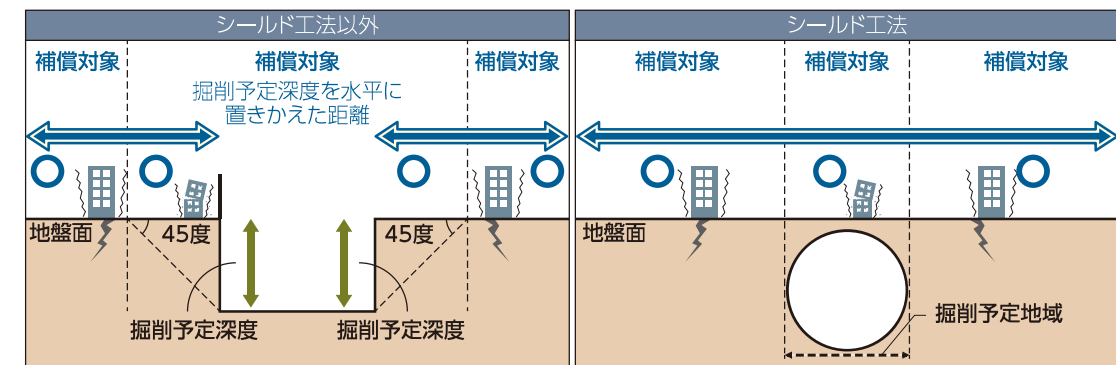 シールド工法以外
補償対象
補償対象
補償対象
掘削予定深度を水平に
置きかえた距離
地盤面
45度
45度
掘削予定深度
掘削予定深度
シールド工法
補償対象
補償対象
補償対象
地盤面
掘削予定地域